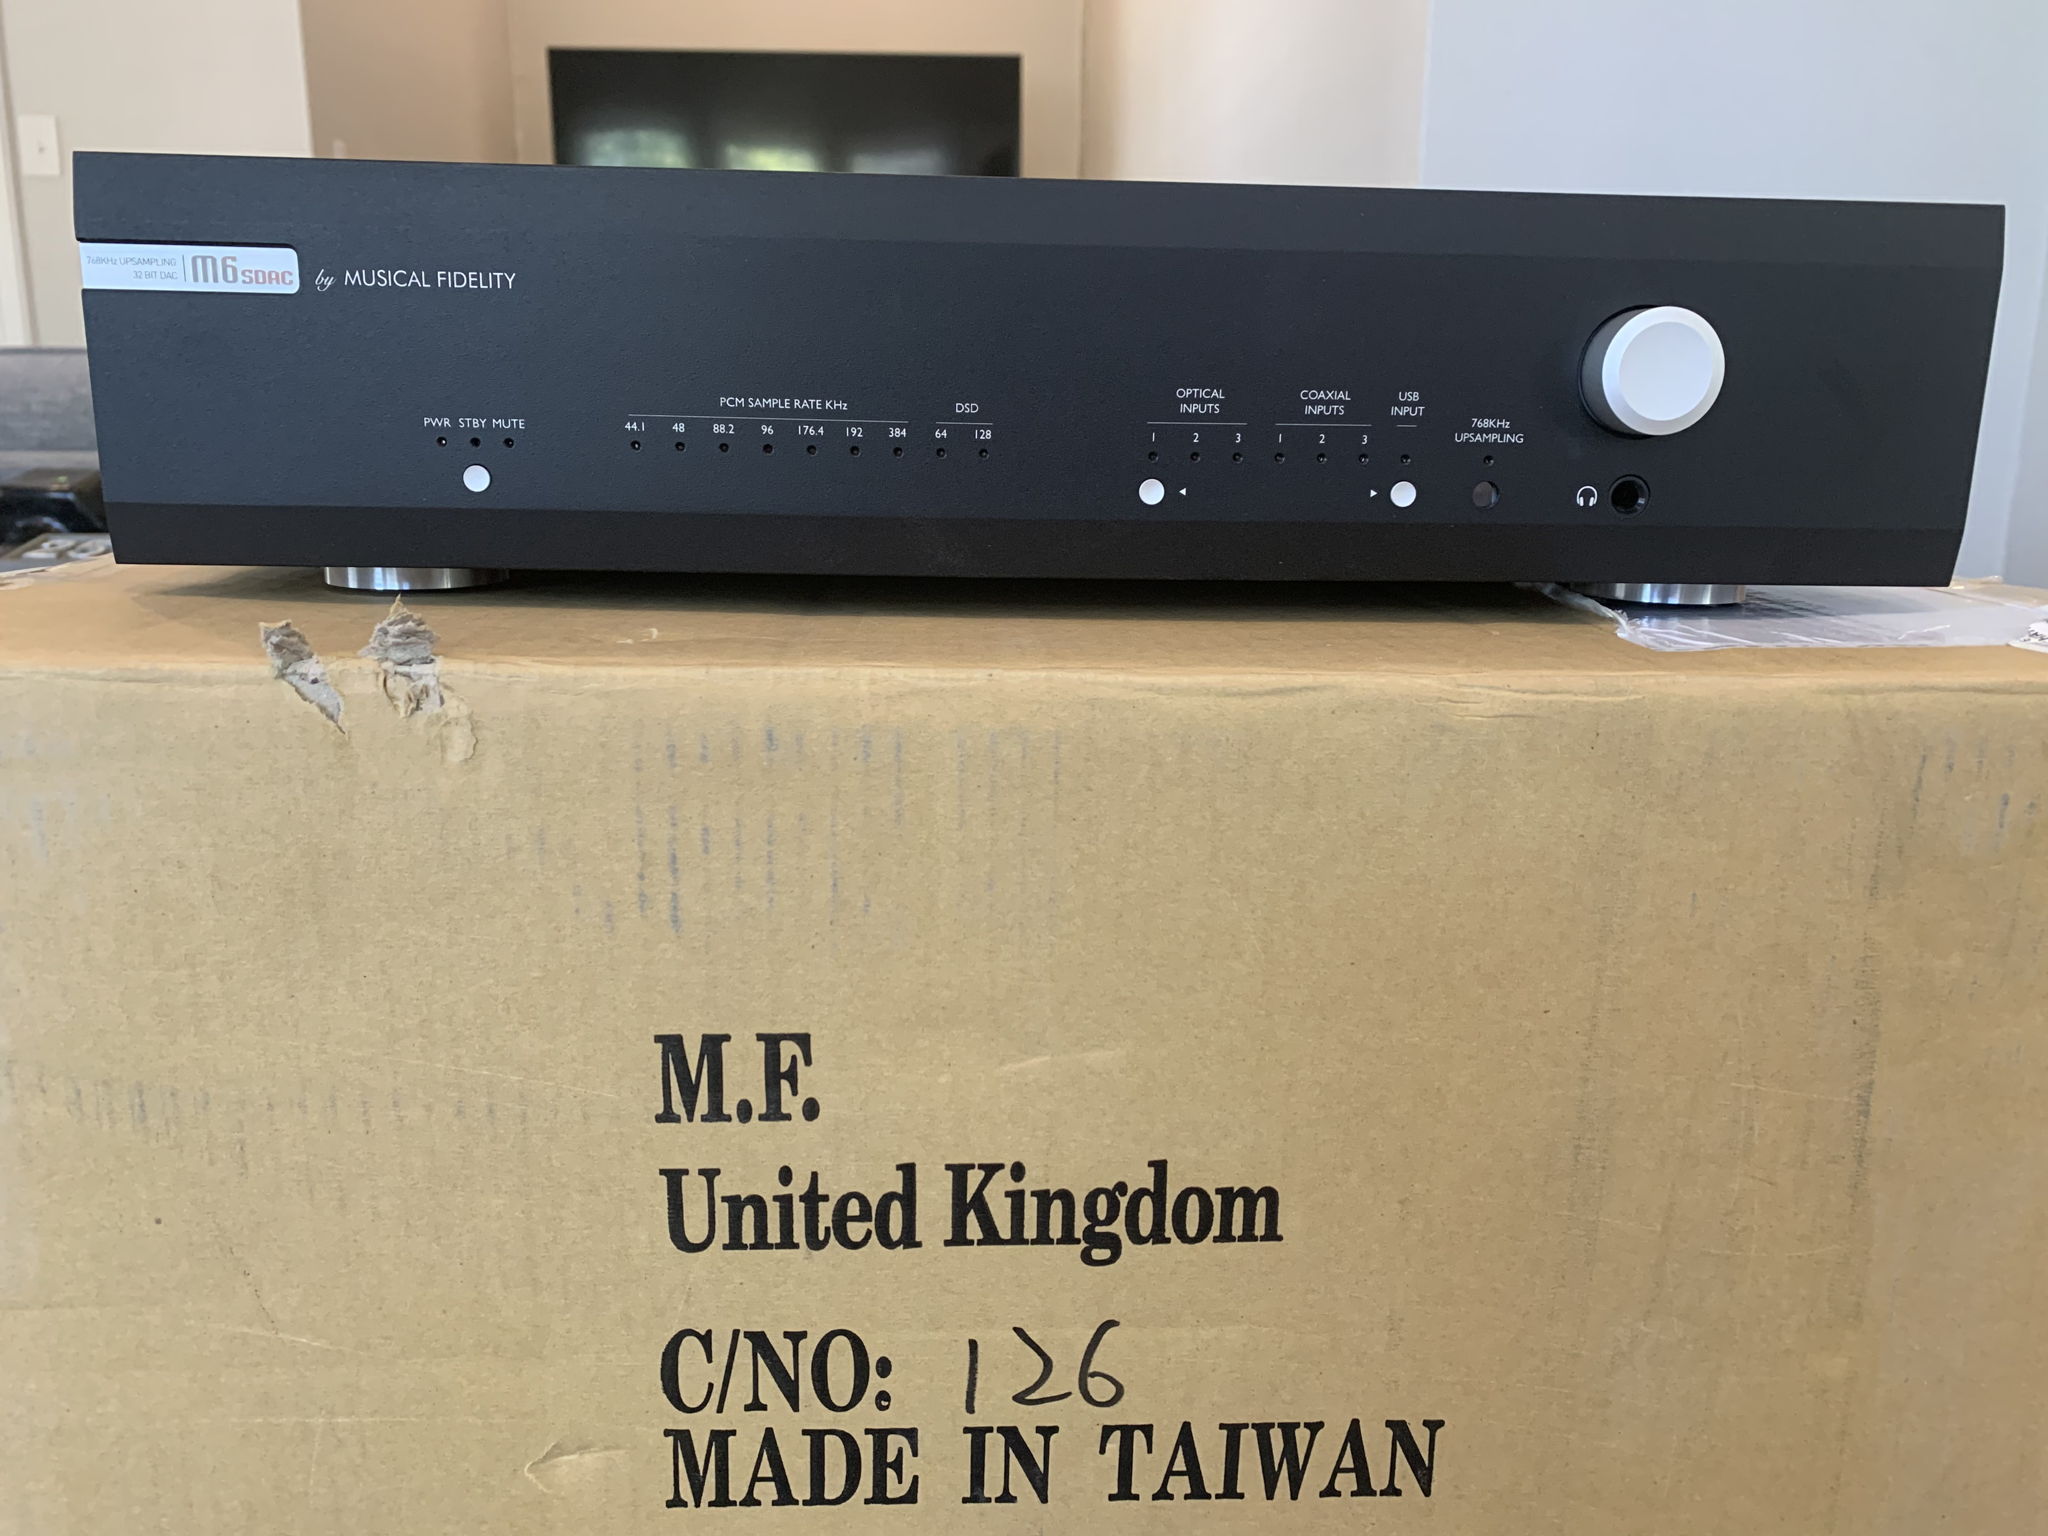 768KHz UPSAMPLING
32 BIT DAC
M6SDAC
by MUSICAL FIDELITY
PWR STBY MUTE
PCM SAMPLE RATE KHz
44.1 48 88.2 96 176.4 192 384
DSD
64 128
OPTICAL
INPUTS
1 2 3
COAXIAL
INPUTS
1 2 3
USB
INPUT
768KHz
UPSAMPLING
M.F.
United Kingdom
C/NO: 126
MADE IN TAIWAN